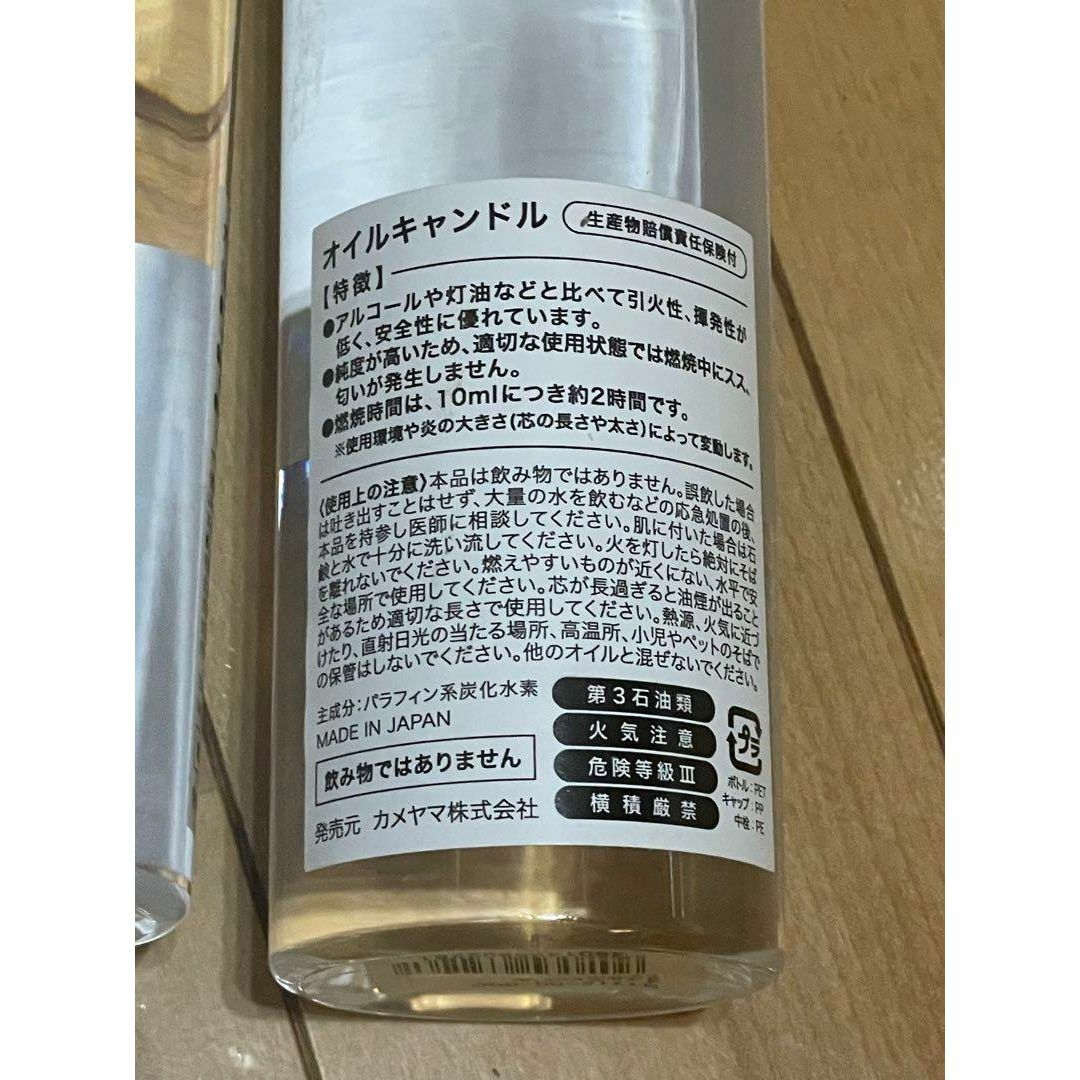 オイルキャンドル
生産物賠償責任保険付
【特徴】
●アルコールや灯油などと比べて引火性、揮発性が
低く、安全性に優れています。
●純度が高いため、適切な使用状態では燃焼中にスス、
匂いが発生しません。
●燃焼時間は、10mlにつき約2時間です。
※使用環境や炎の大きさ(芯の長さや太さ)によって変動します。
〈使用上の注意〉本品は飲み物ではありません。誤飲した場合
は吐き出すことはせず、大量の水を飲むなどの応急処置の後、
本品を持参し医師に相談してください。肌に付いた場合は石
鹸と水で十分に洗い流してください。火を灯したら絶対にそば
を離れないでください。燃えやすいものが近くにない、水平で安
全な場所で使用してください。芯が長過ぎると油煙が出ること
があるため適切な長さで使用してください。熱源、火気に近づ
けたり、直射日光の当たる場所、高温所、小児やペットのそばで
の保管はしないでください。他のオイルと混ぜないでください。
主成分:パラフィン系炭化水素
MADE IN JAPAN
飲み物ではありません
発売元 カメヤマ株式会社
第3石油類
火気注意
危険等級Ⅲ
横積厳禁
プラ
ボトル:PET
キャップ:PP
中栓:PE